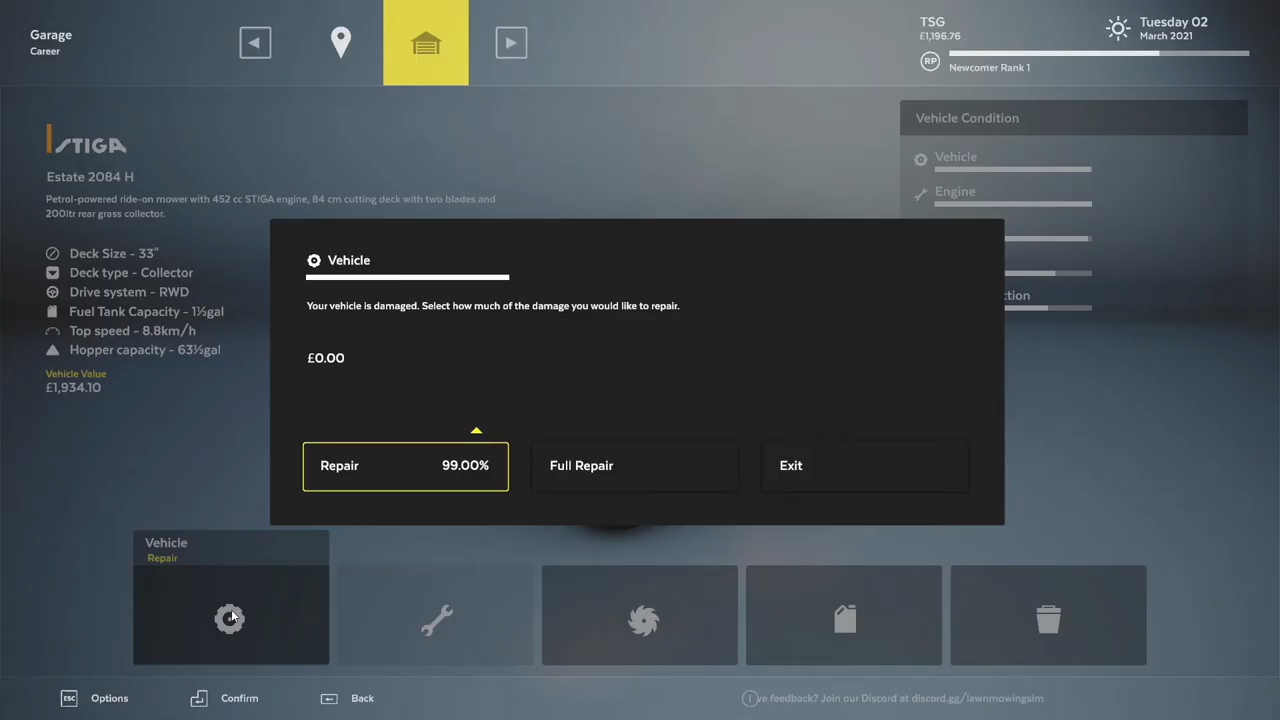 Garage
Career
TSG
£1,196.76
RP
Newcomer Rank 1
Tuesday 02
March 2021
STIGA
Estate 2084 H
Petrol-powered ride-on mower with 452 cc STIGA engine, 84 cm cutting deck with two blades and
200ltr rear grass collector.
Deck Size - 33"
Deck type - Collector
Drive system - RWD
Fuel Tank Capacity - 1½gal
Top speed - 8.8km/h
Hopper capacity - 63½gal
Vehicle Value
£1,934.10
Vehicle Condition
Vehicle
Engine
ction
Vehicle
Your vehicle is damaged. Select how much of the damage you would like to repair.
£0.00
Repair 99.00%
Full Repair
Exit
Vehicle
Repair
ESC Options
Confirm
Back
ve feedback? Join our Discord at discord.gg/lawnmowingsim